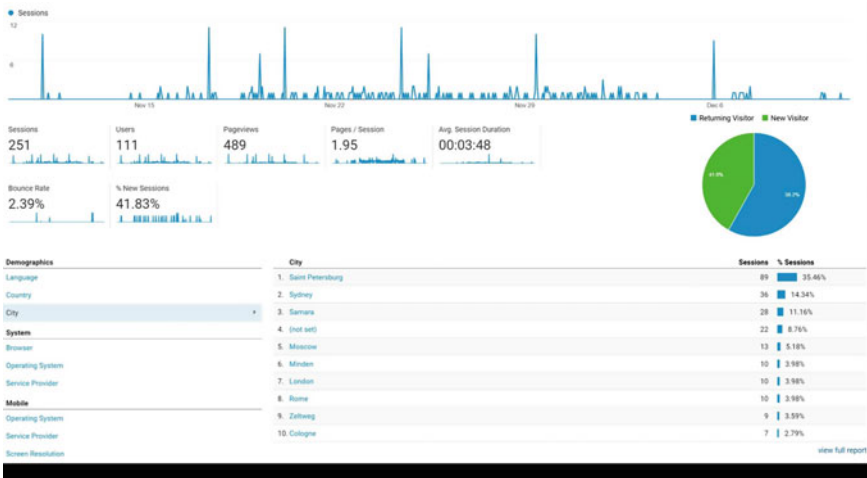 Sessions
12
6
Nov 15 Nov 22 Nov 29 Dec 6
Returning Visitor New Visitor
Sessions Users Pageviews Pages / Session Avg. Session Duration
251 111 489 1.95 00:03:48
Bounce Rate % New Sessions
2.39% 41.83%
41.8% 58.2%
Demographics
Language
Country
City
System
Browser
Operating System
Service Provider
Mobile
Operating System
Service Provider
Screen Resolution
City Sessions % Sessions
1. Saint Petersburg 89 35.46%
2. Sydney 36 14.34%
3. Samara 28 11.16%
4. (not set) 22 8.76%
5. Moscow 13 5.18%
6. Minden 10 3.98%
7. London 10 3.98%
8. Rome 10 3.98%
9. Zeltweg 9 3.59%
10. Cologne 7 2.79%
view full report